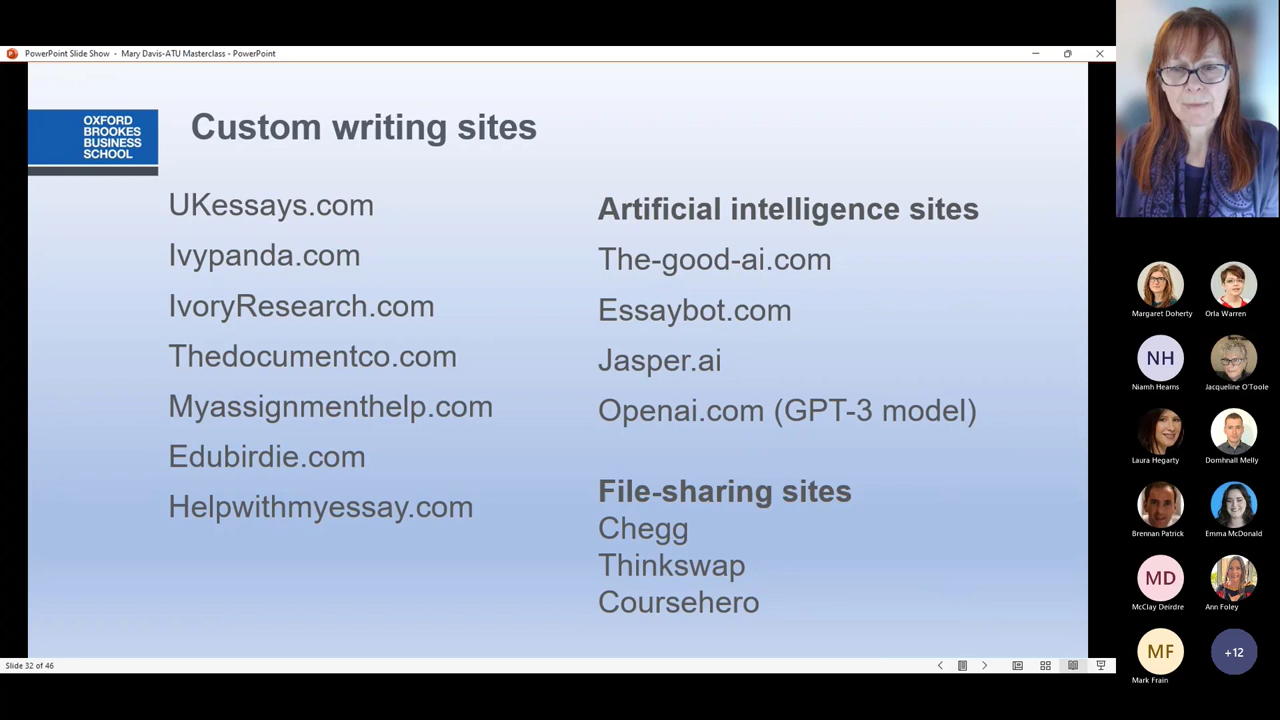 PowerPoint Slide Show - Mary Davis-ATU Masterclass - PowerPoint
OXFORD
BROOKES
BUSINESS
SCHOOL
Custom writing sites
UKessays.com
Ivypanda.com
IvoryResearch.com
Thedocumentco.com
Myassignmenthelp.com
Edubirdie.com
Helpwithmyessay.com
Artificial intelligence sites
The-good-ai.com
Essaybot.com
Jasper.ai
Openai.com (GPT-3 model)
File-sharing sites
Chegg
Thinkswap
Coursehero
Slide 32 of 46
Margaret Doherty
Orla Warren
NH
Niamh Hearns
Jacqueline O'Toole
Laura Hegarty
Domhnall Melly
Brennan Patrick
Emma McDonald
MD
McClay Deirdre
Ann Foley
MF
Mark Frain
+12